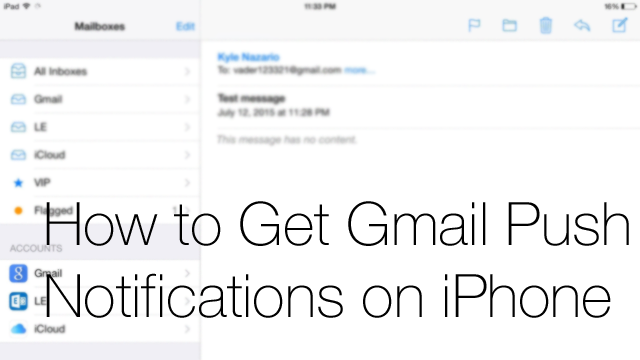 iPad 11:33 PM 16%
Mailboxes Edit
All Inboxes
Gmail
LE
iCloud
VIP
Flagged 1
ACCOUNTS
Gmail
LE
iCloud
Kyle Nazario
To: vader123321@gmail.com more...
Test message
July 12, 2015 at 11:28 PM
This message has no content.
How to Get Gmail Push
Notifications on iPhone